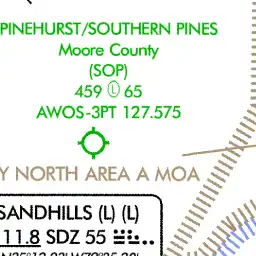 PINEHURST/SOUTHERN PINES
Moore County
(SOP)
459 Ⓛ 65
AWOS-3PT 127.575
Y NORTH AREA A MOA
SANDHILLS (L) (L)
11.8 SDZ 55